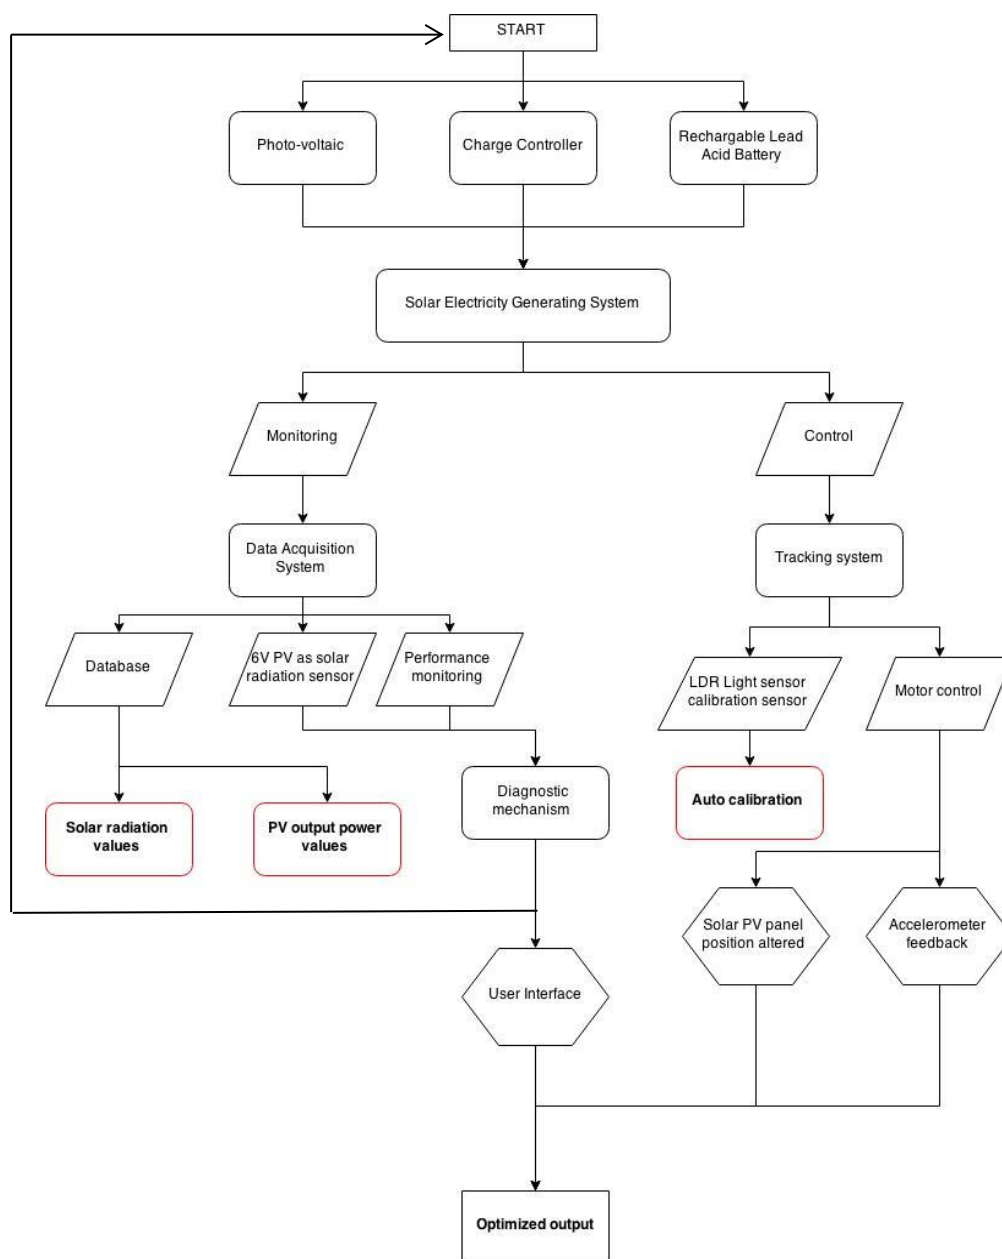 START
Photo-voltaic
Charge Controller
Rechargable Lead
Acid Battery
Solar Electricity Generating System
Monitoring
Control
Data Acquisition
System
Tracking system
Database
6V PV as solar
radiation sensor
Performance
monitoring
LDR Light sensor
calibration sensor
Motor control
Solar radiation
values
PV output power
values
Diagnostic
mechanism
Auto calibration
Solar PV panel
position altered
Accelerometer
feedback
User Interface
Optimized output